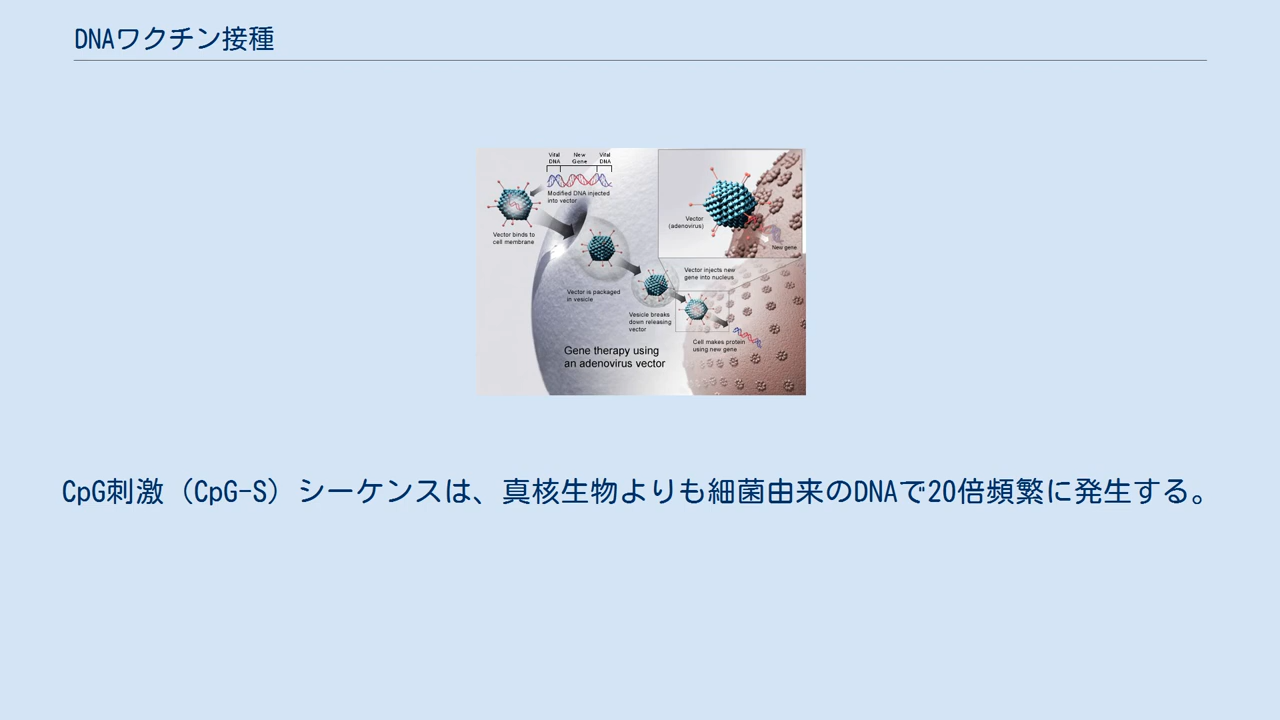 DNAワクチン接種
Vital New Vital
DNA Gene DNA
Modified DNA injected
into vector
Vector binds to
cell membrane
Vector
(adenovirus)
New gene
Vector injects new
gene into nucleus
Vector is packaged
in vesicle
Vesicle breaks
down releasing
vector
Cell makes protein
using new gene
Gene therapy using
an adenovirus vector
CpG刺激（CpG-S）シーケンスは、真核生物よりも細菌由来のDNAで20倍頻繁に発生する。